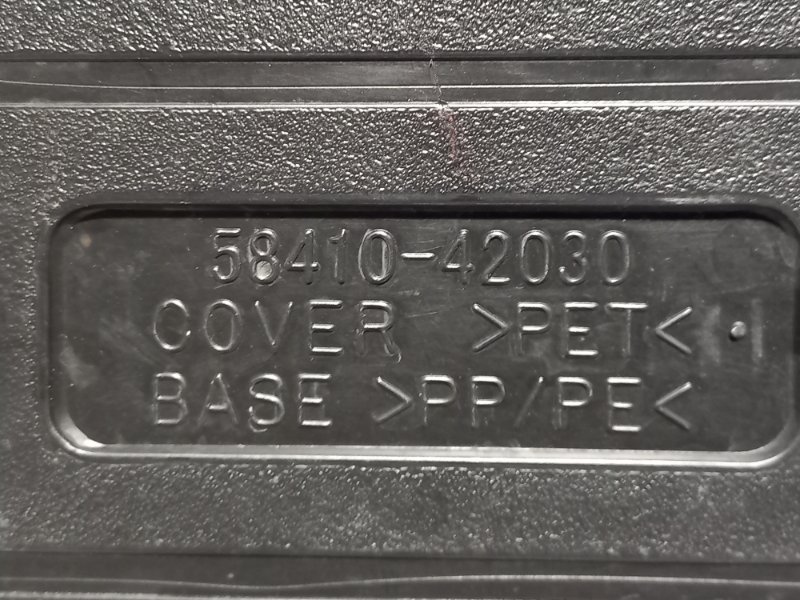 58410-42030
COVER >PET<
BASE >PP/PE<